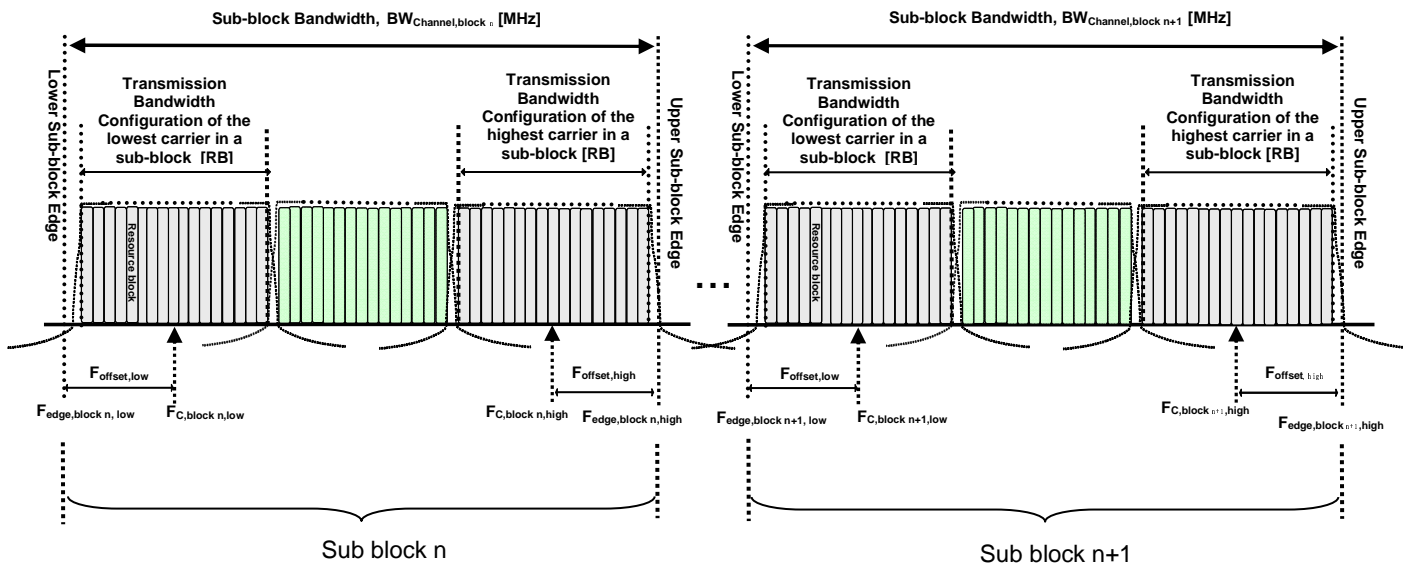 Sub-block Bandwidth, BWChannel,block n [MHz]
Sub-block Bandwidth, BWChannel,block n+1 [MHz]
Lower Sub-block Edge
Transmission
Bandwidth
Configuration of the
lowest carrier in a
sub-block [RB]
Transmission
Bandwidth
Configuration of the
highest carrier in a
sub-block [RB]
Upper Sub-block Edge
Lower Sub-block Edge
Transmission
Bandwidth
Configuration of the
lowest carrier in a
sub-block [RB]
Transmission
Bandwidth
Configuration of the
highest carrier in a
sub-block [RB]
Upper Sub-block Edge
Resource block
...
Resource block
Foffset,low
Foffset,high
Foffset,low
Foffset,high
Fedge,block n, low
FC,block n,low
FC,block n,high
Fedge,block n,high
Fedge,block n+1, low
FC,block n+1,low
FC,block n+1,high
Fedge,block n+1,high
Sub block n
Sub block n+1